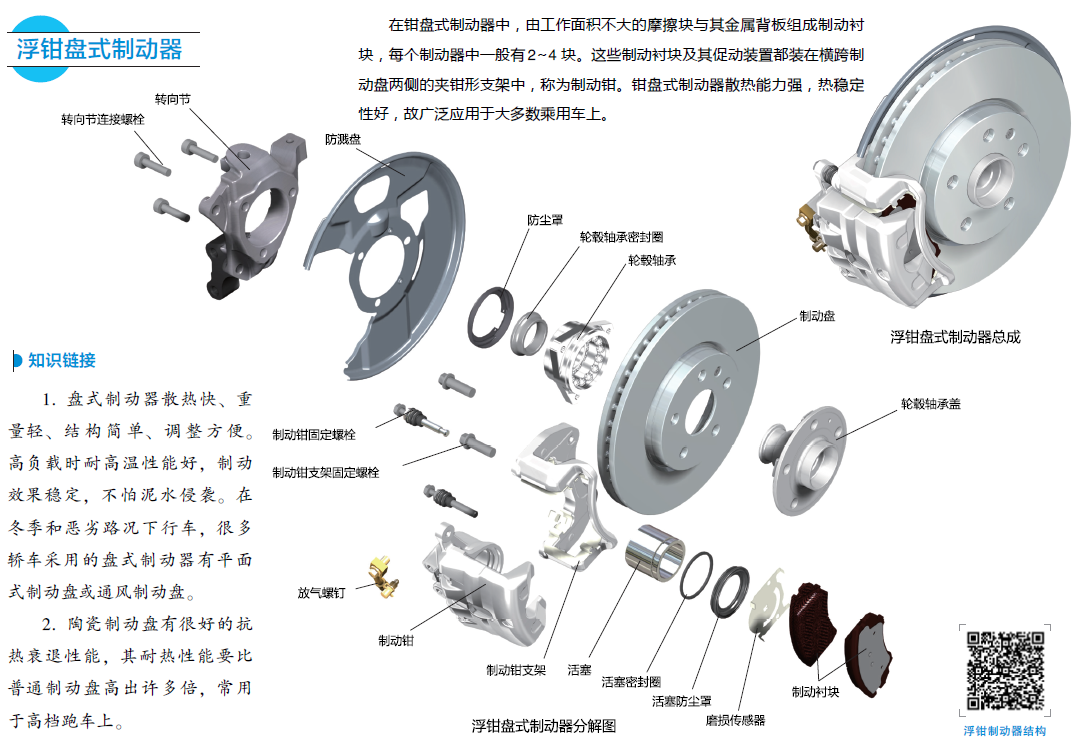 浮钳盘式制动器
在钳盘式制动器中，由工作面积不大的摩擦块与其金属背板组成制动衬
块，每个制动器中一般有2~4 块。这些制动衬块及其促动装置都装在横跨制
动盘两侧的夹钳形支架中，称为制动钳。钳盘式制动器散热能力强，热稳定
性好，故广泛应用于大多数乘用车上。
转向节
转向节连接螺栓
防溅盘
防尘罩
轮毂轴承密封圈
轮毂轴承
制动盘
浮钳盘式制动器总成
知识链接
1. 盘式制动器散热快、重
量轻、结构简单、调整方便。
高负载时耐高温性能好，制动
效果稳定，不怕泥水侵袭。在
冬季和恶劣路况下行车，很多
轿车采用的盘式制动器有平面
式制动盘或通风制动盘。
2. 陶瓷制动盘有很好的抗
热衰退性能，其耐热性能要比
普通制动盘高出许多倍，常用
于高档跑车上。
轮毂轴承盖
制动钳固定螺栓
制动钳支架固定螺栓
放气螺钉
制动钳
制动钳支架
活塞
活塞密封圈
活塞防尘罩
磨损传感器
制动衬块
浮钳盘式制动器分解图
浮钳制动器结构